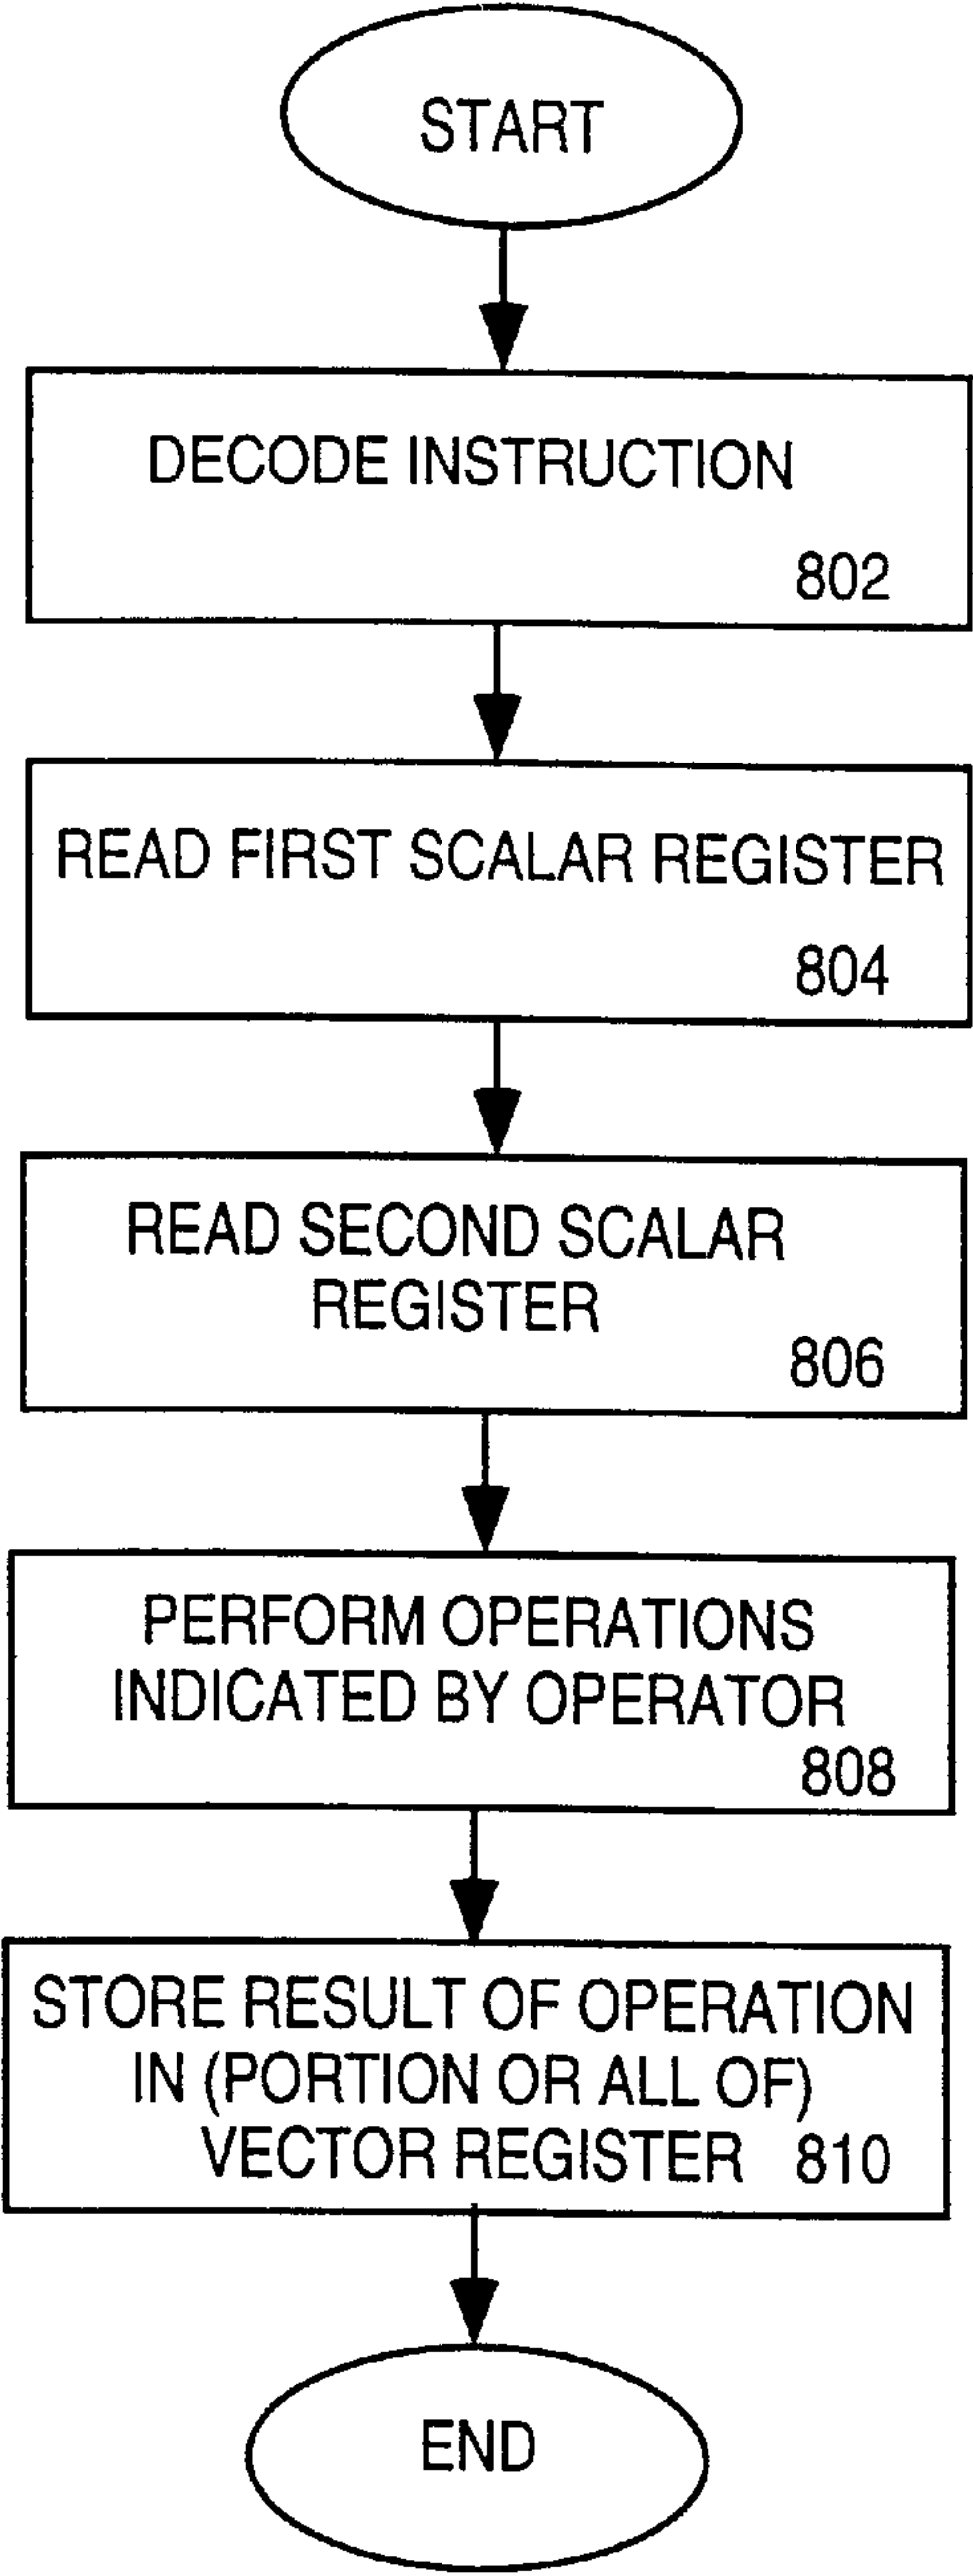 START
DECODE INSTRUCTION
802
READ FIRST SCALAR REGISTER
804
READ SECOND SCALAR
REGISTER
806
PERFORM OPERATIONS
INDICATED BY OPERATOR
808
STORE RESULT OF OPERATION
IN (PORTION OR ALL OF)
VECTOR REGISTER 810
END